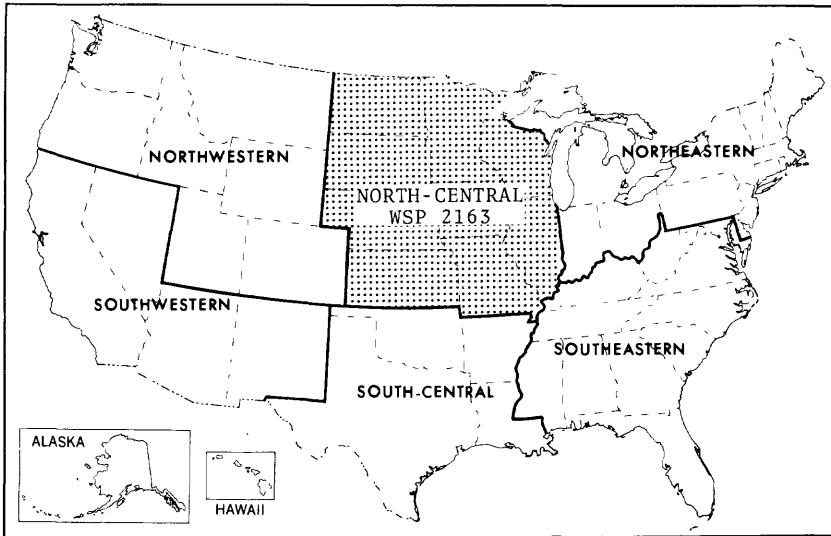 NORTHWESTERN
NORTHEASTERN
NORTH-CENTRAL
WSP 2163
SOUTHWESTERN
SOUTHEASTERN
SOUTH-CENTRAL
ALASKA
HAWAII